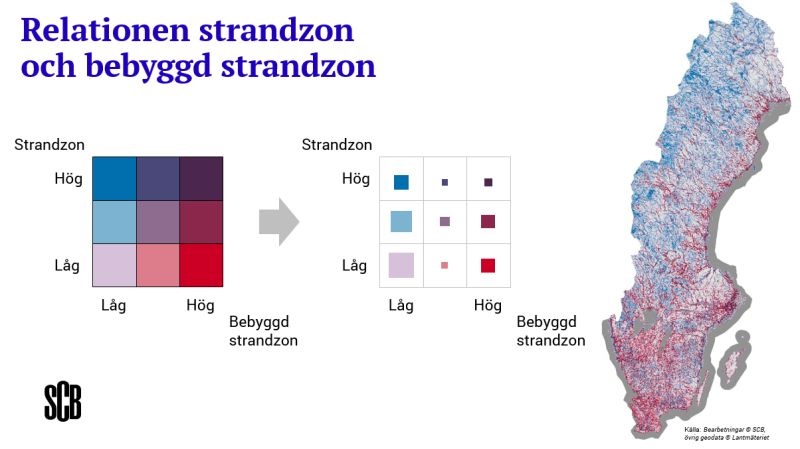 Relationen strandzon
och bebyggd strandzon
Strandzon
Hög
Låg
Låg
Hög
Bebyggd
strandzon
Strandzon
Hög
Låg
Låg
Hög
Bebyggd
strandzon
SCB
Källa: Bearbetningar © SCB,
övrig geodata © Lantmäteriet